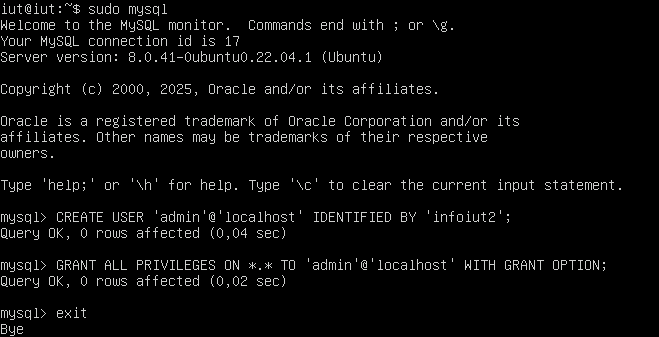 iut@iut:~$ sudo mysql
Welcome to the MySQL monitor.  Commands end with ; or \g.
Your MySQL connection id is 17
Server version: 8.0.41-0ubuntu0.22.04.1 (Ubuntu)
Copyright (c) 2000, 2025, Oracle and/or its affiliates.
Oracle is a registered trademark of Oracle Corporation and/or its
affiliates. Other names may be trademarks of their respective
owners.
Type 'help;' or '\h' for help. Type '\c' to clear the current input statement.
mysql> CREATE USER 'admin'@'localhost' IDENTIFIED BY 'infoiut2';
Query OK, 0 rows affected (0,04 sec)
mysql> GRANT ALL PRIVILEGES ON *.* TO 'admin'@'localhost' WITH GRANT OPTION;
Query OK, 0 rows affected (0,02 sec)
mysql> exit
Bye